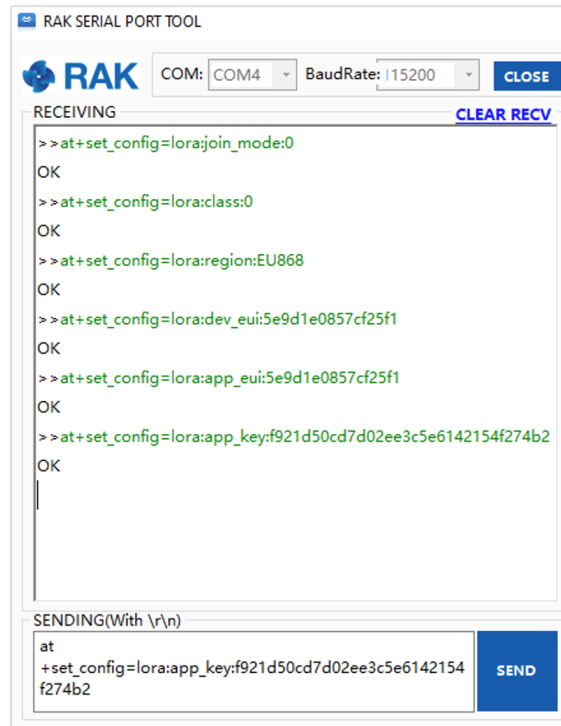 RAK SERIAL PORT TOOL
RAK COM: COM4 BaudRate: 115200 CLOSE
RECEIVING CLEAR RECV
>>at+set_config=lora:join_mode:0
OK
>>at+set_config=lora:class:0
OK
>>at+set_config=lora:region:EU868
OK
>>at+set_config=lora:dev_eui:5e9d1e0857cf25f1
OK
>>at+set_config=lora:app_eui:5e9d1e0857cf25f1
OK
>>at+set_config=lora:app_key:f921d50cd7d02ee3c5e6142154f274b2
OK
SENDING(With \r\n)
at
+set_config=lora:app_key:f921d50cd7d02ee3c5e6142154
f274b2
SEND